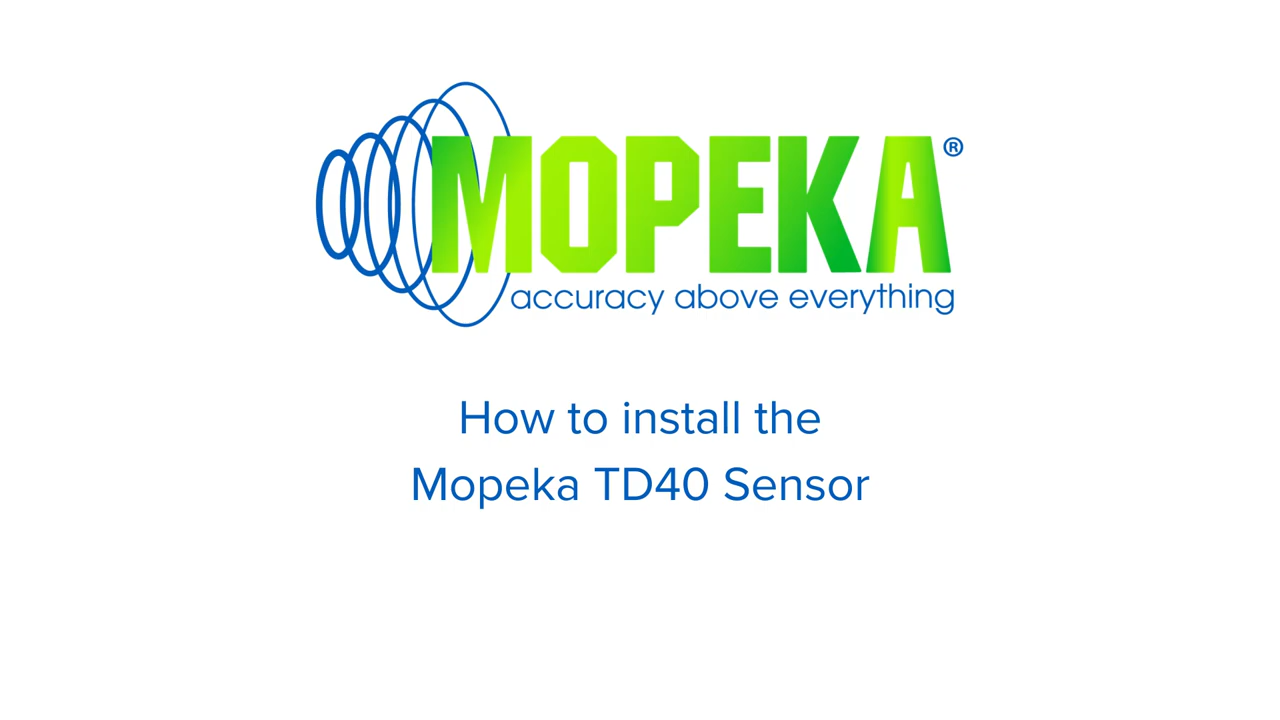 MOPEKA®
accuracy above everything
How to install the
Mopeka TD40 Sensor